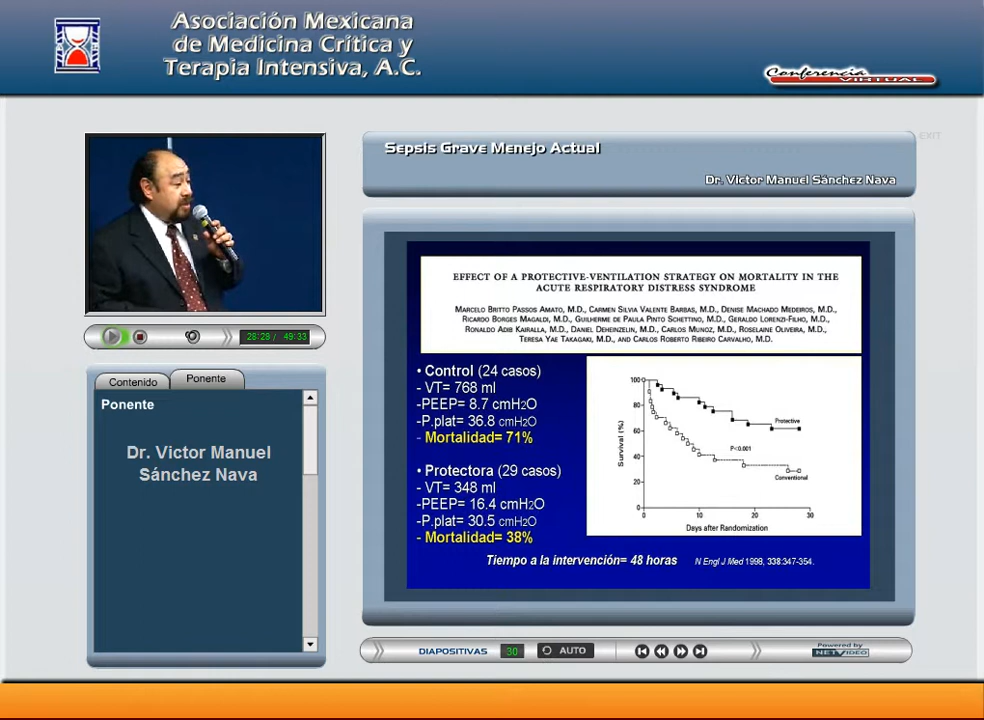 Asociación Mexicana
de Medicina Crítica y
Terapia Intensiva, A.C.
Conferencia
VIRTUAL
EXIT
Sepsis Grave Menejo Actual
Dr. Victor Manuel Sánchez Nava
28:29 / 49:33
Contenido
Ponente
Ponente
Dr. Victor Manuel
Sánchez Nava
EFFECT OF A PROTECTIVE-VENTILATION STRATEGY ON MORTALITY IN THE
ACUTE RESPIRATORY DISTRESS SYNDROME
MARCELO BRITTO PASSOS AMATO, M.D., CARMEN SILVIA VALENTE BARBAS, M.D., DENISE MACHADO MEDEIROS, M.D.,
RICARDO BORGES MAGALDI, M.D., GUILHERME DE PAULA PINTO SCHETTINO, M.D., GERALDO LORENZI-FILHO, M.D.,
RONALDO ADIB KAIRALLA, M.D., DANIEL DEHEINZELIN, M.D., CARLOS MUNOZ, M.D., ROSELAINE OLIVEIRA, M.D.,
TERESA YAE TAKAGAKI, M.D., AND CARLOS ROBERTO RIBEIRO CARVALHO, M.D.
• Control (24 casos)
- VT= 768 ml
-PEEP= 8.7 cmH2O
-P.plat= 36.8 cmH2O
- Mortalidad= 71%
• Protectora (29 casos)
- VT= 348 ml
-PEEP= 16.4 cmH2O
-P.plat= 30.5 cmH2O
- Mortalidad= 38%
Survival (%)
100
80
60
40
20
0
Protective
P<0.001
Conventional
0 10 20 30
Days after Randomization
Tiempo a la intervención= 48 horas
N Engl J Med 1998, 338:347-354.
DIAPOSITIVAS 30 AUTO
Powered by
NETVIDEO